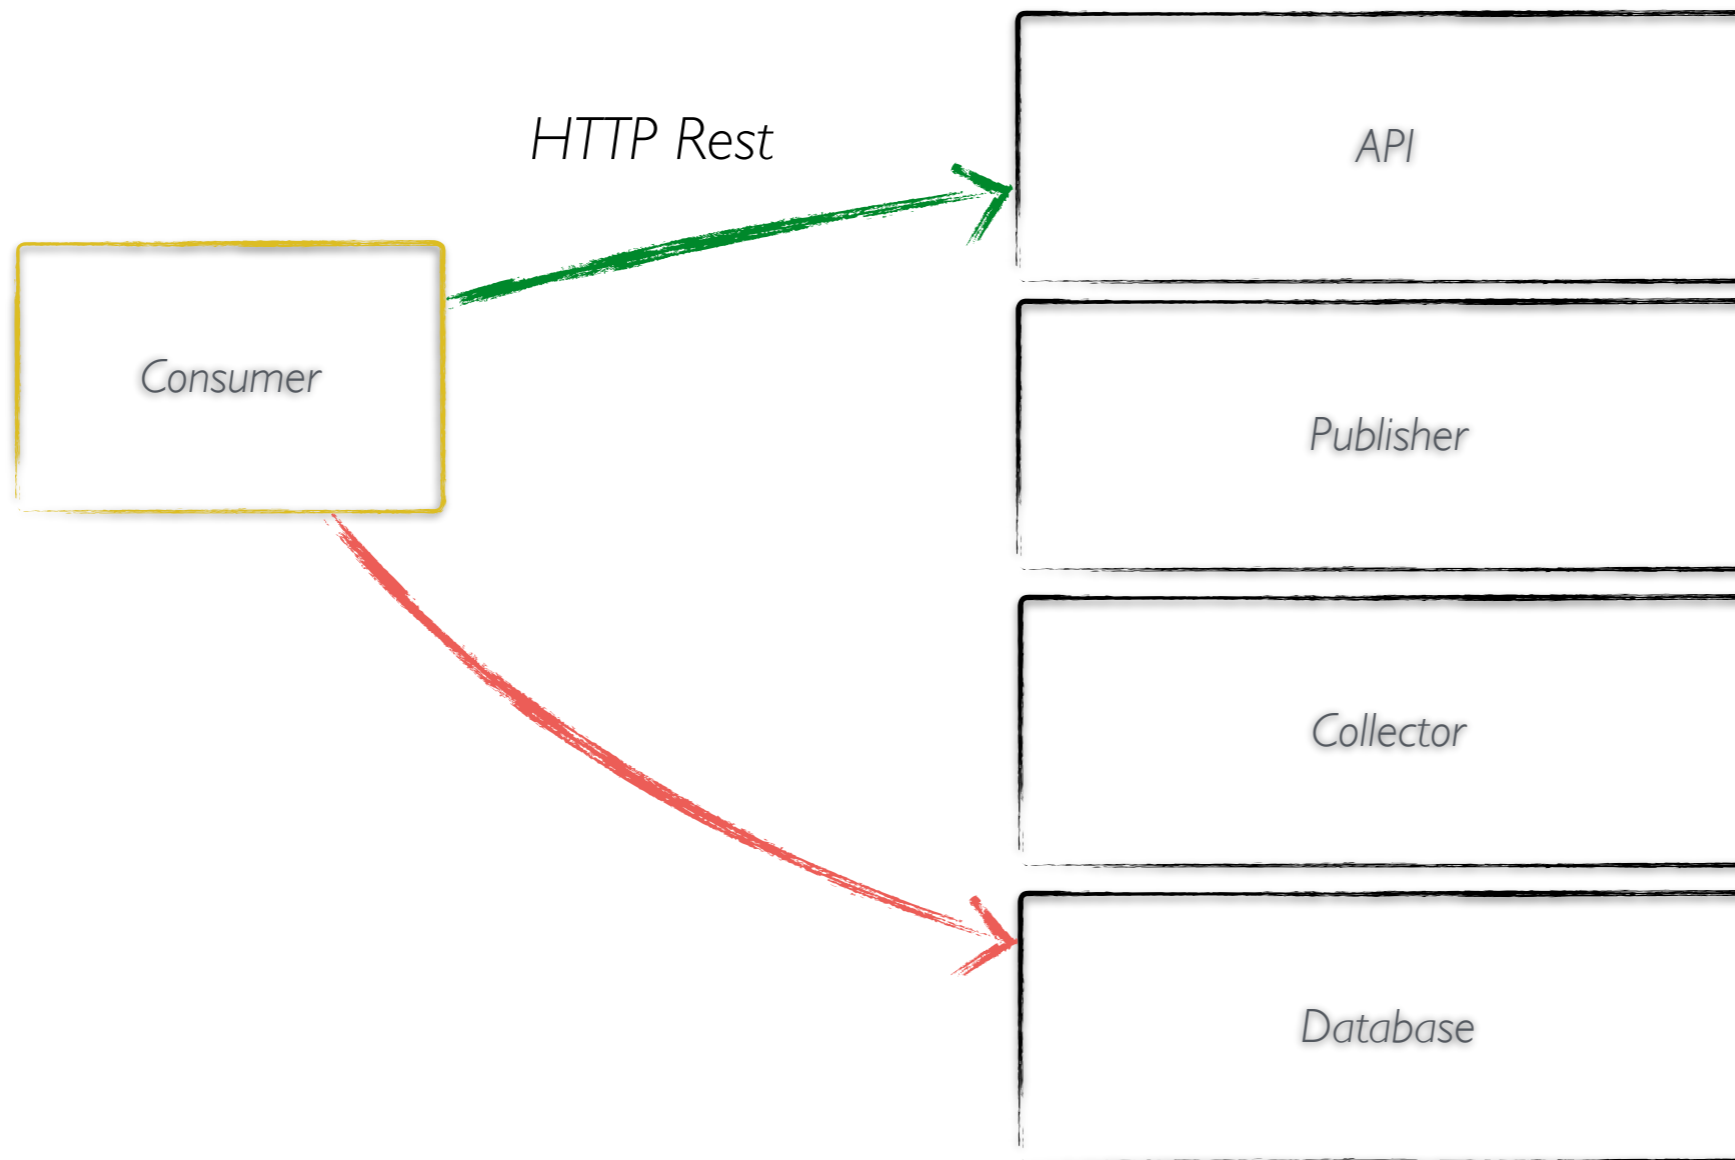 HTTP Rest
API
Consumer
Publisher
Collector
Database